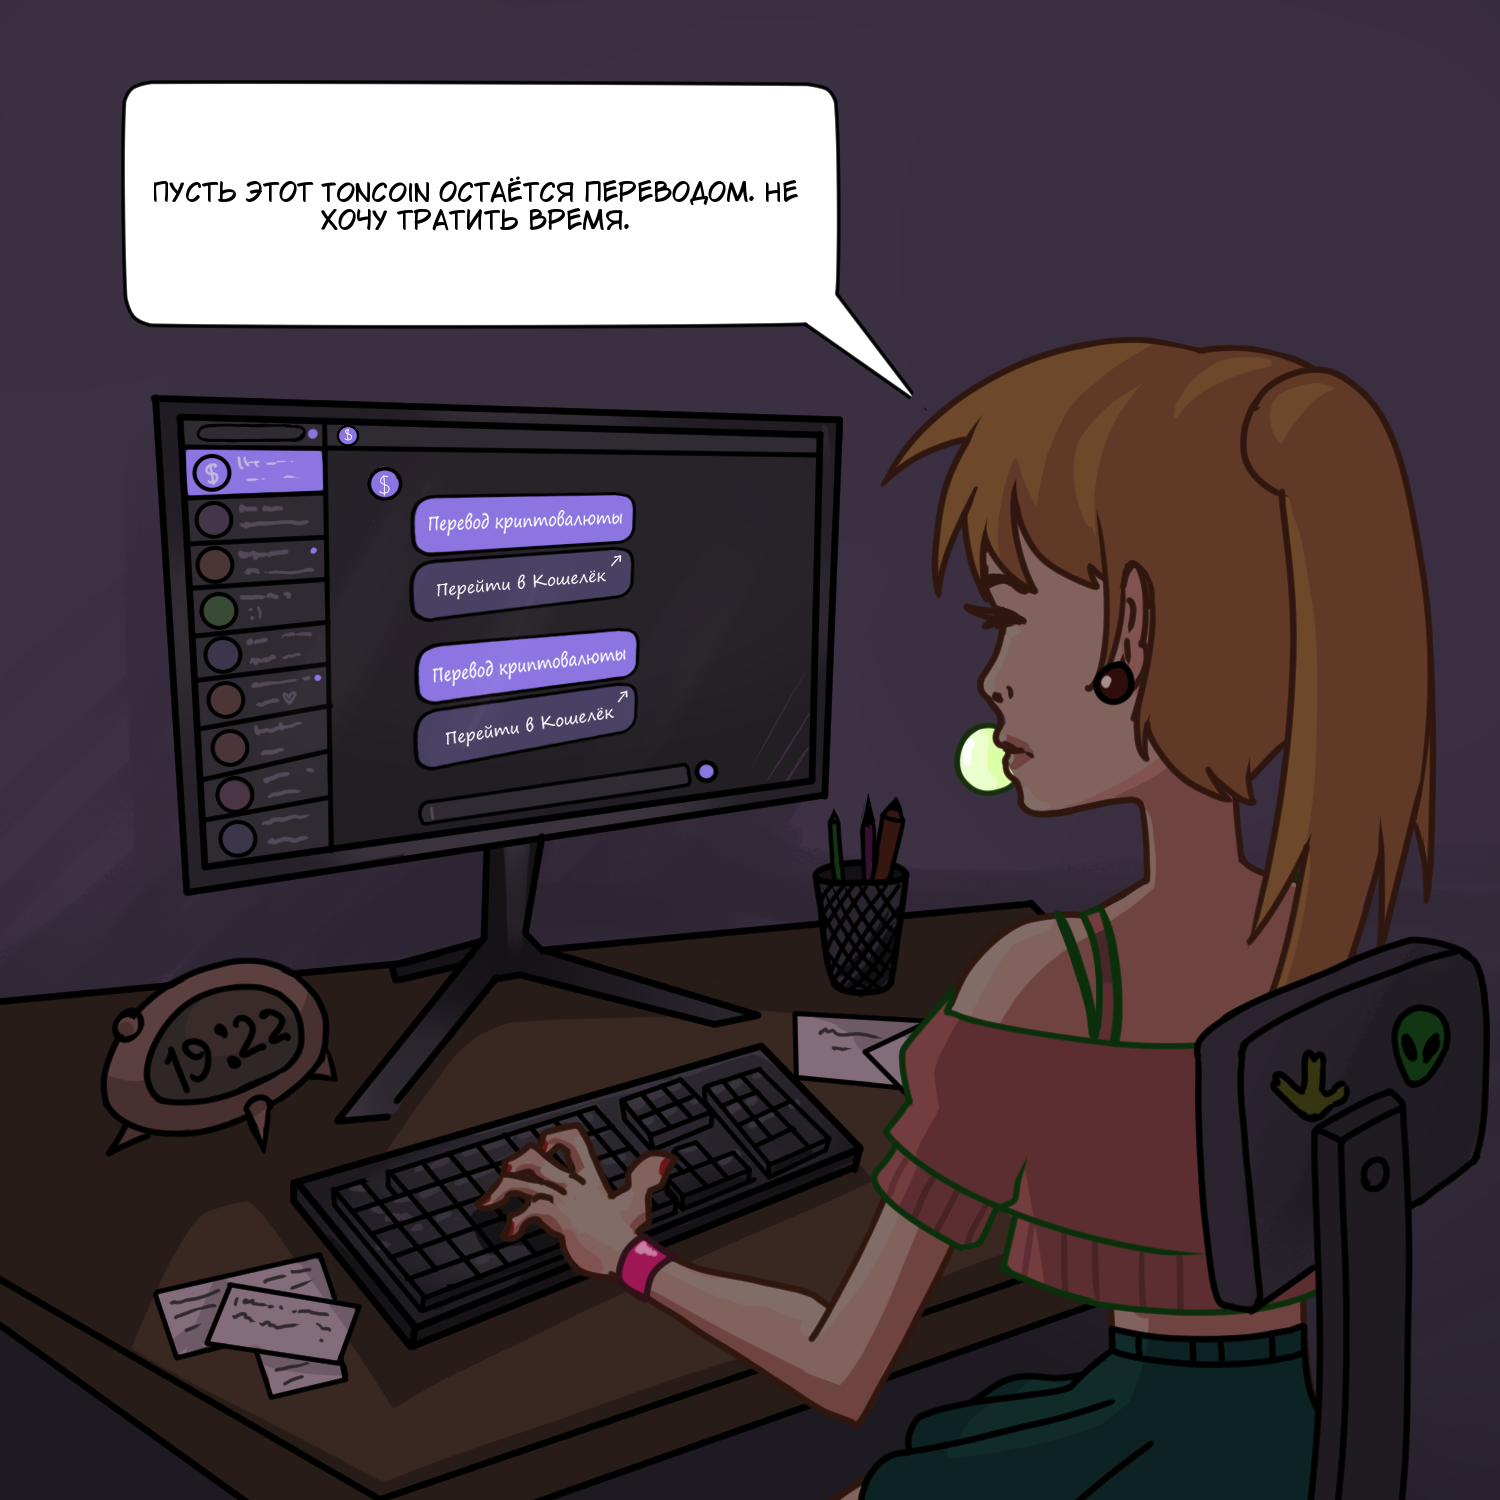 ПУСТЬ ЭТОТ TONCOIN ОСТАЁТСЯ ПЕРЕВОДОМ. НЕ
ХОЧУ ТРАТИТЬ ВРЕМЯ.
$
$
$
Перевод криптовалюты
Перейти в Кошелёк
:)
Перевод криптовалюты
Перейти в Кошелёк
19:22